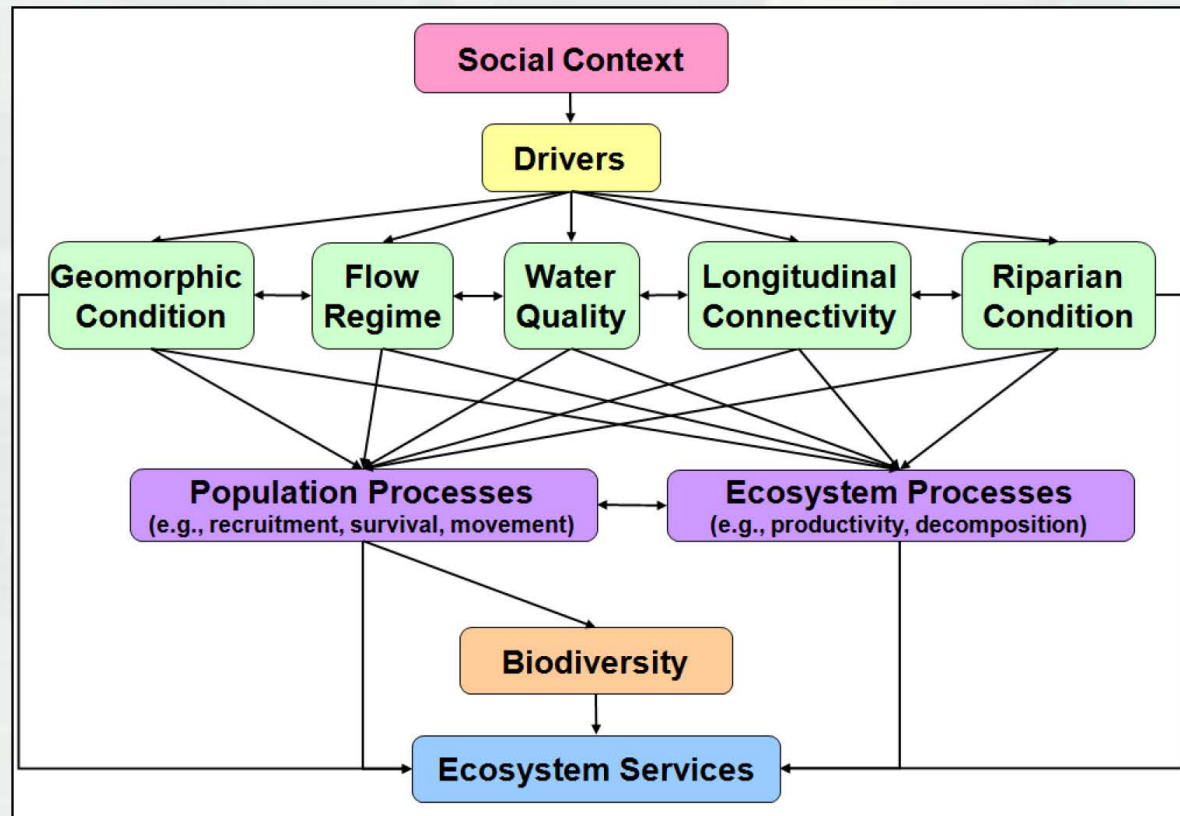 Social Context
Drivers
Geomorphic
Condition
Flow
Regime
Water
Quality
Longitudinal
Connectivity
Riparian
Condition
Population Processes
(e.g., recruitment, survival, movement)
Ecosystem Processes
(e.g., productivity, decomposition)
Biodiversity
Ecosystem Services